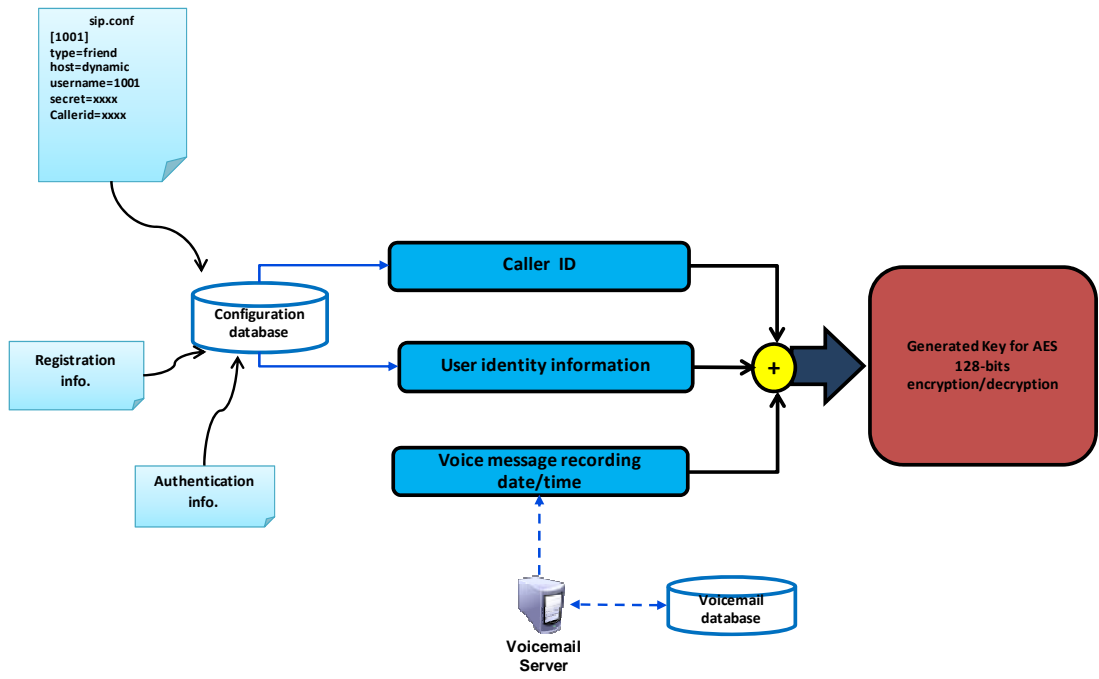 sip.conf
[1001]
type=friend
host=dynamic
username=1001
secret=xxxx
Callerid=xxxx
Caller ID
Configuration
database
Registration
info.
User identity information
+
Generated Key for AES
128-bits
encryption/decryption
Voice message recording
date/time
Authentication
info.
Voicemail
database
Voicemail
Server